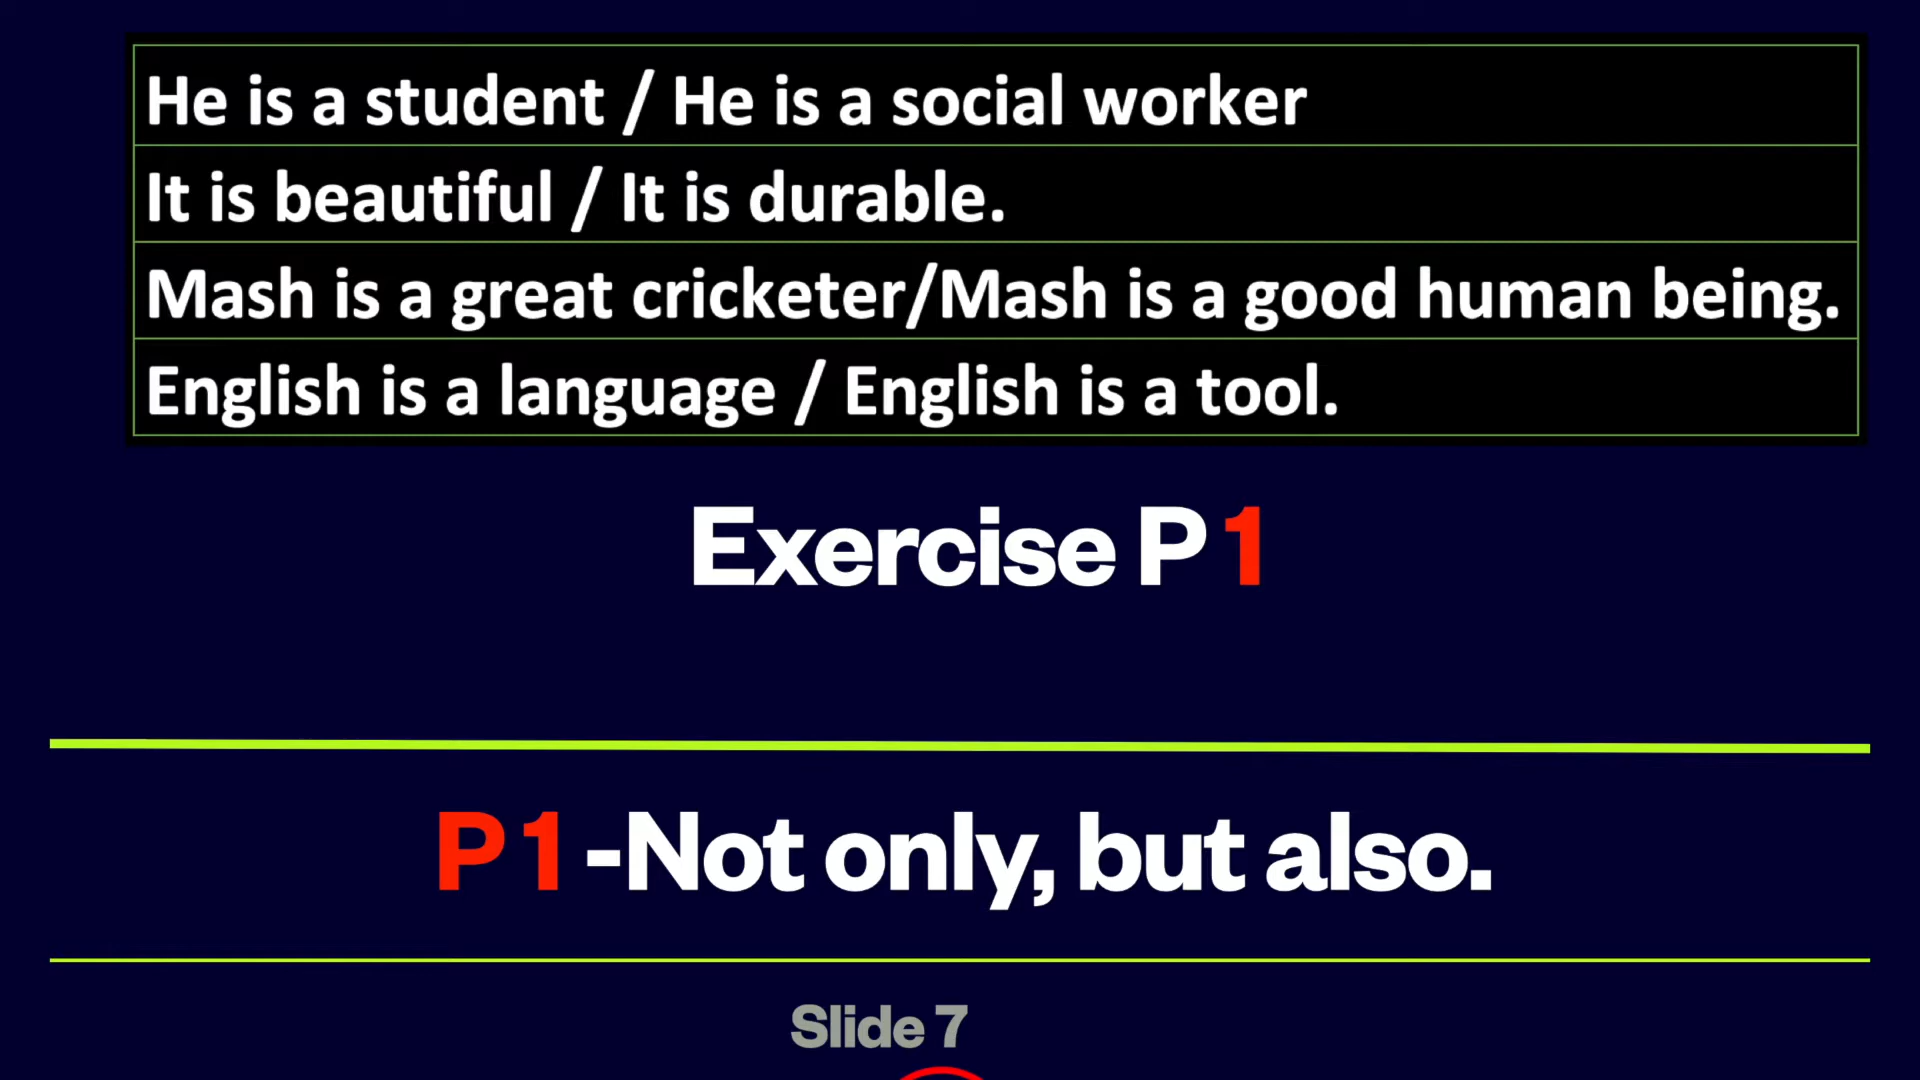 He is a student / He is a social worker
It is beautiful / It is durable.
Mash is a great cricketer/Mash is a good human being.
English is a language / English is a tool.
Exercise P 1
P 1 -Not only, but also.
Slide 7